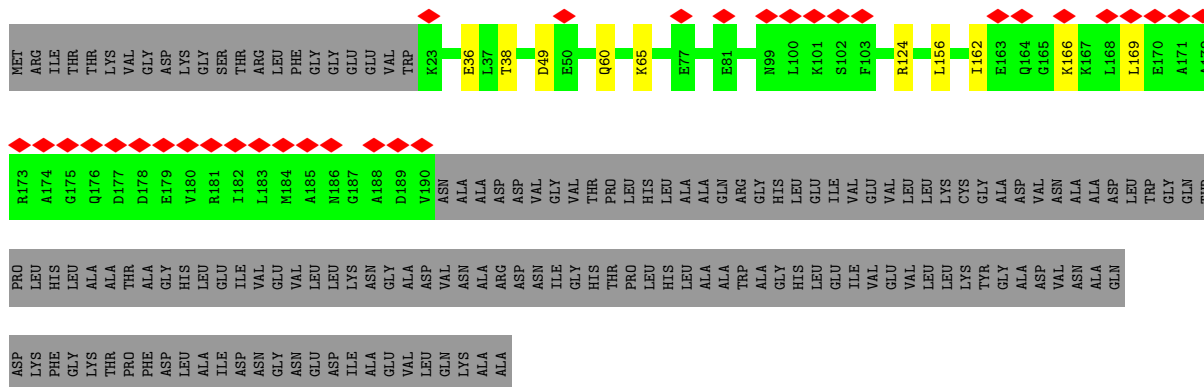 MET ARG ILE THR THR LYS VAL GLY ASP LYS GLY SER THR ARG LEU PHE GLY GLY GLU GLU VAL TRP K23 E36 L37 T38 D49 E50 Q60 K65 E77 E81 N99 L100 K101 S102 F103 R124 L156 I162 E163 Q164 G165 K166 K167 L168 L169 E170 A171
R173 A174 G175 Q176 D177 D178 E179 V180 R181 I182 L183 M184 A185 N186 G187 A188 D189 V190 ASN ALA ALA ASP ASP VAL GLY VAL THR PRO LEU HIS LEU ALA ALA GLN ARG GLY HIS LEU GLU ILE VAL GLU VAL LEU LEU LYS CYS GLY ALA ASP VAL ASN ALA ALA ASP LEU TRP GLY GLN
PRO LEU HIS LEU ALA ALA THR ALA GLY HIS LEU GLU ILE VAL GLU VAL LEU LEU LYS ASN GLY ALA ASP VAL ASN ALA ARG ASP ASN ILE GLY HIS THR PRO LEU HIS LEU ALA ALA TRP ALA GLY HIS LEU GLU ILE VAL GLU VAL LEU LEU LYS TYR GLY ALA ASP VAL ASN ALA GLN
ASP LYS PHE GLY LYS THR PRO PHE ASP LEU ALA ILE ASP ASN GLY ASN GLU ASP ILE ALA GLU VAL LEU GLN LYS ALA ALA